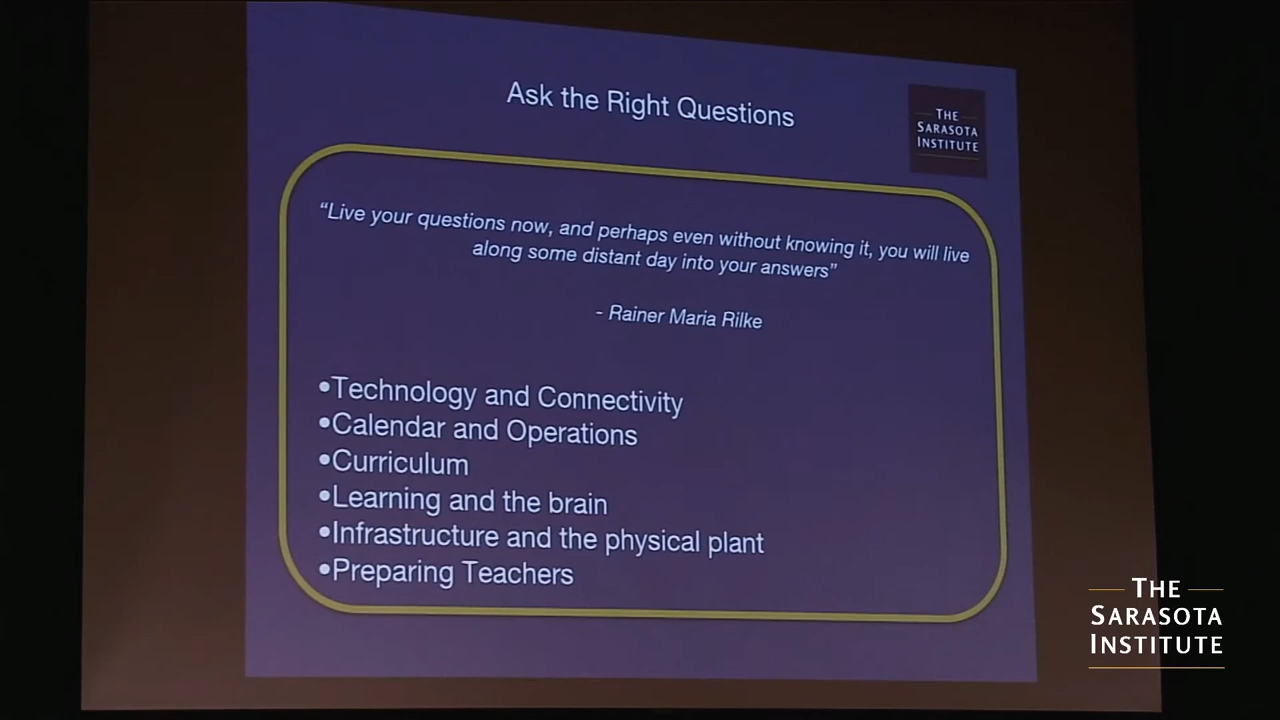 Ask the Right Questions
THE
SARASOTA
INSTITUTE
“Live your questions now, and perhaps even without knowing it, you will live
along some distant day into your answers”
- Rainer Maria Rilke
•Technology and Connectivity
•Calendar and Operations
•Curriculum
•Learning and the brain
•Infrastructure and the physical plant
•Preparing Teachers
THE
SARASOTA
INSTITUTE